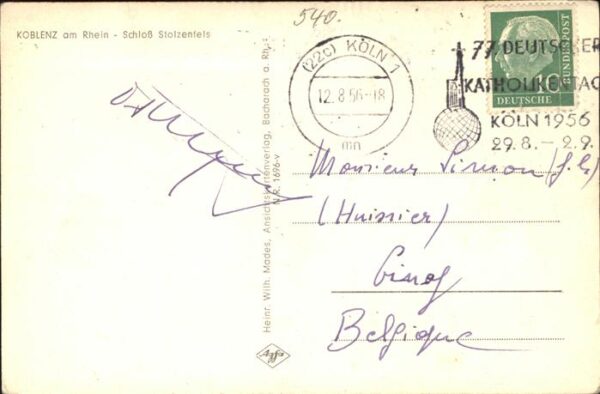 KOBLENZ am Rhein - Schloß Stolzenfels
540.
(22c) KÖLN 1
12.8.56-18
mn
77. DEUTSCHER
KATHOLIKENTAG
KÖLN 1956
29.8. - 2.9.
DEUTSCHE
BUNDESPOST
Heinr. Wilh. Mades, Ansichtskartenverlag, Bacharach a. Rh.
N.R. 1696-v
Monsieur Simon
(Huissier)
Belgique